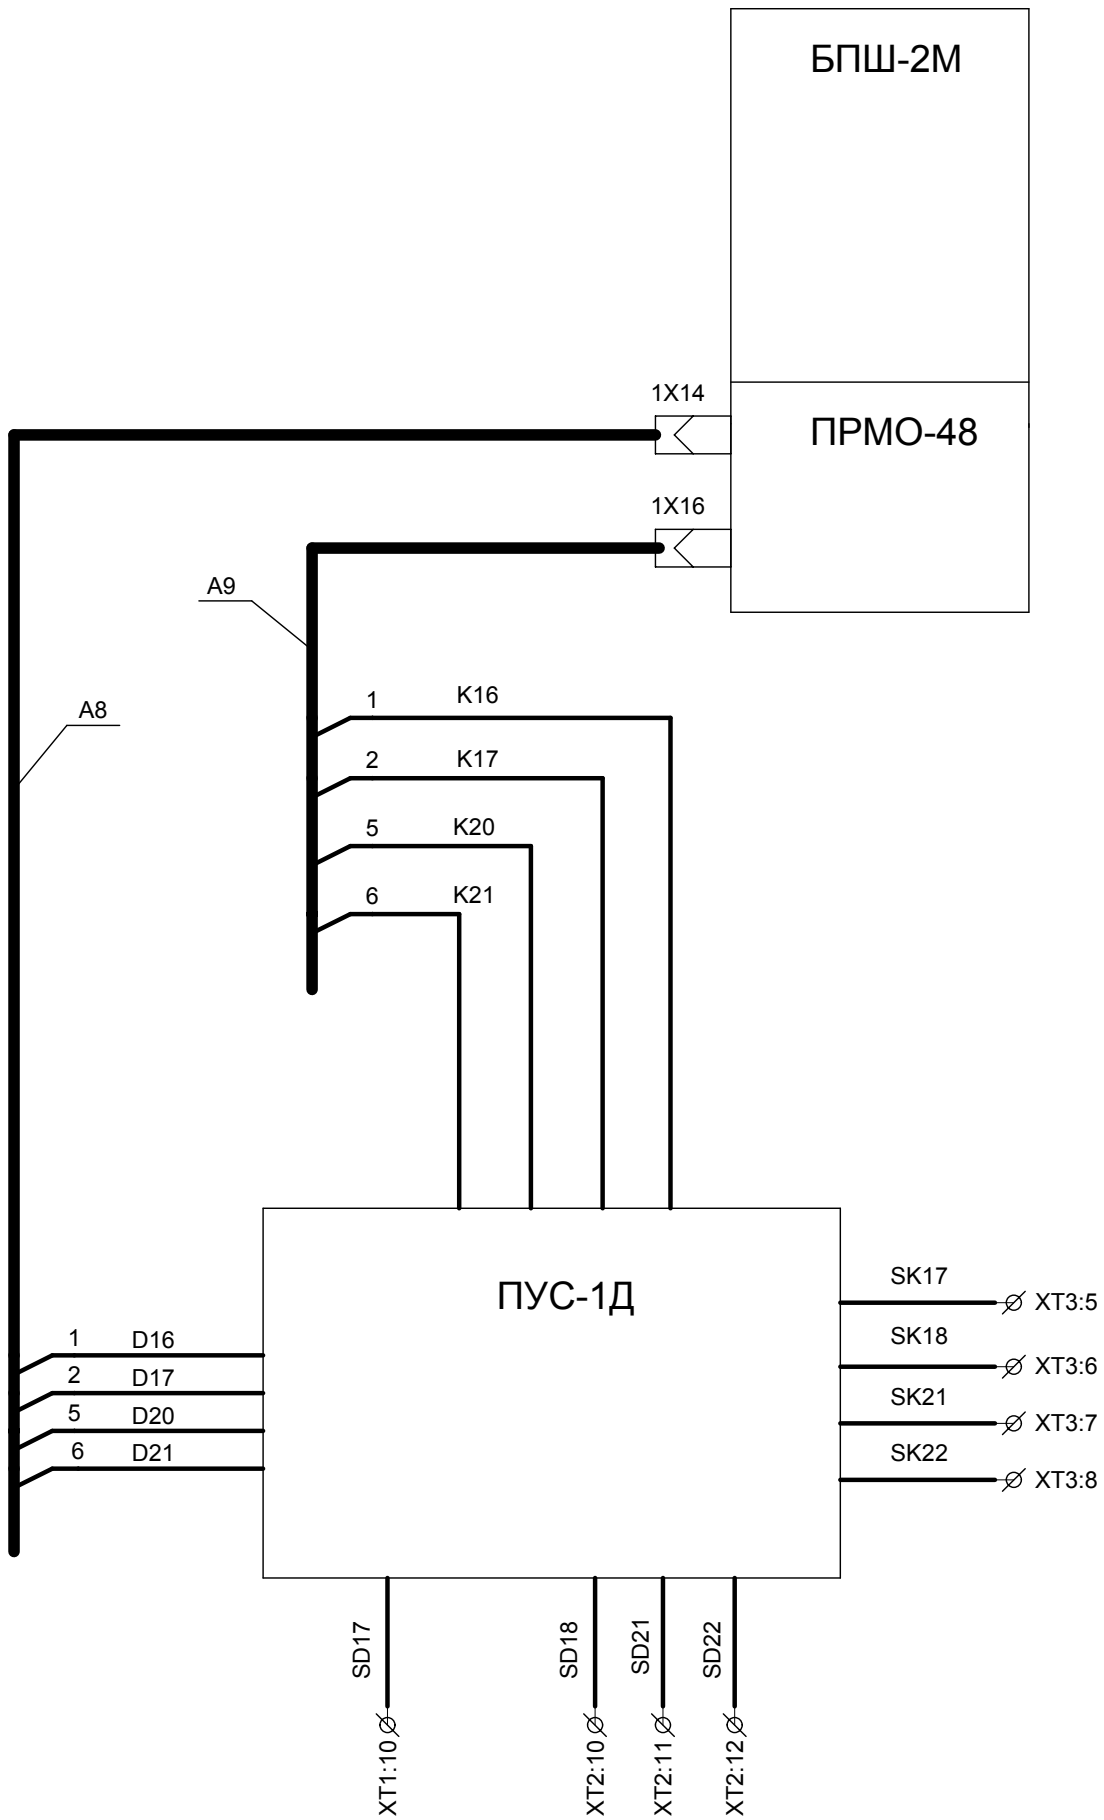 БПШ-2М
1X14
ПРМО-48
1X16
A9
1 K16
A8
2 K17
5 K20
6 K21
ПУС-1Д
SK17
XT3:5
1 D16
SK18
XT3:6
2 D17
SK21
XT3:7
5 D20
6 D21
SK22
XT3:8
SD17
SD18
SD21
SD22
XT1:10
XT2:10
XT2:11
XT2:12